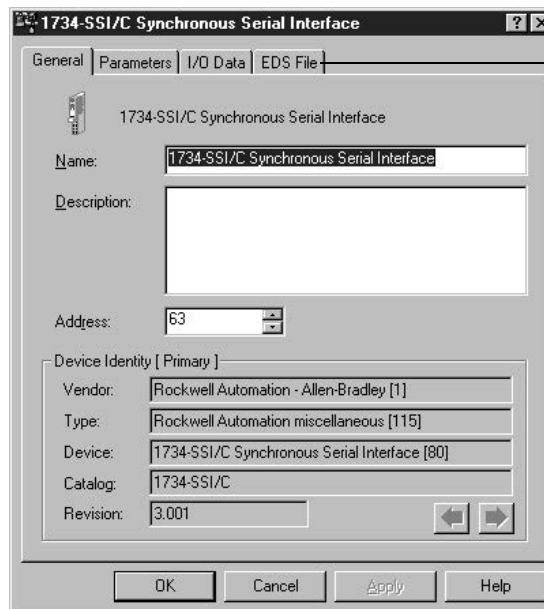 1734-SSI/C Synchronous Serial Interface
General Parameters I/O Data EDS File
1734-SSI/C Synchronous Serial Interface
Name: 1734-SSI/C Synchronous Serial Interface
Description:
Address: 63
Device Identity [ Primary ]
Vendor: Rockwell Automation - Allen-Bradley [1]
Type: Rockwell Automation miscellaneous [115]
Device: 1734-SSI/C Synchronous Serial Interface [80]
Catalog: 1734-SSI/C
Revision: 3.001
OK Cancel Apply Help